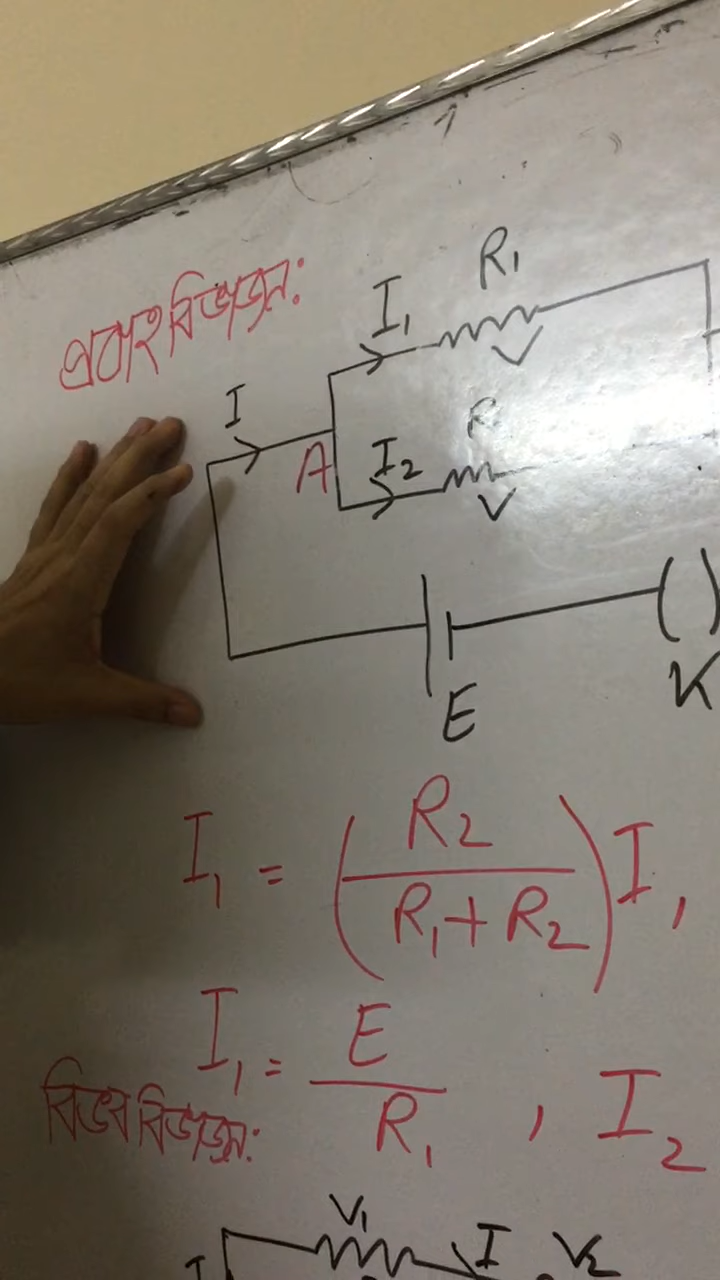 প্রবাহ বিভাজন:
R₁
I₁
V
I
A
R
I₂
V
E
K
I₁ = (R₂ / (R₁ + R₂)) I,
I₁ = E / R₁ , I₂
বিভব বিভাজন:
V₁
I V₂
I